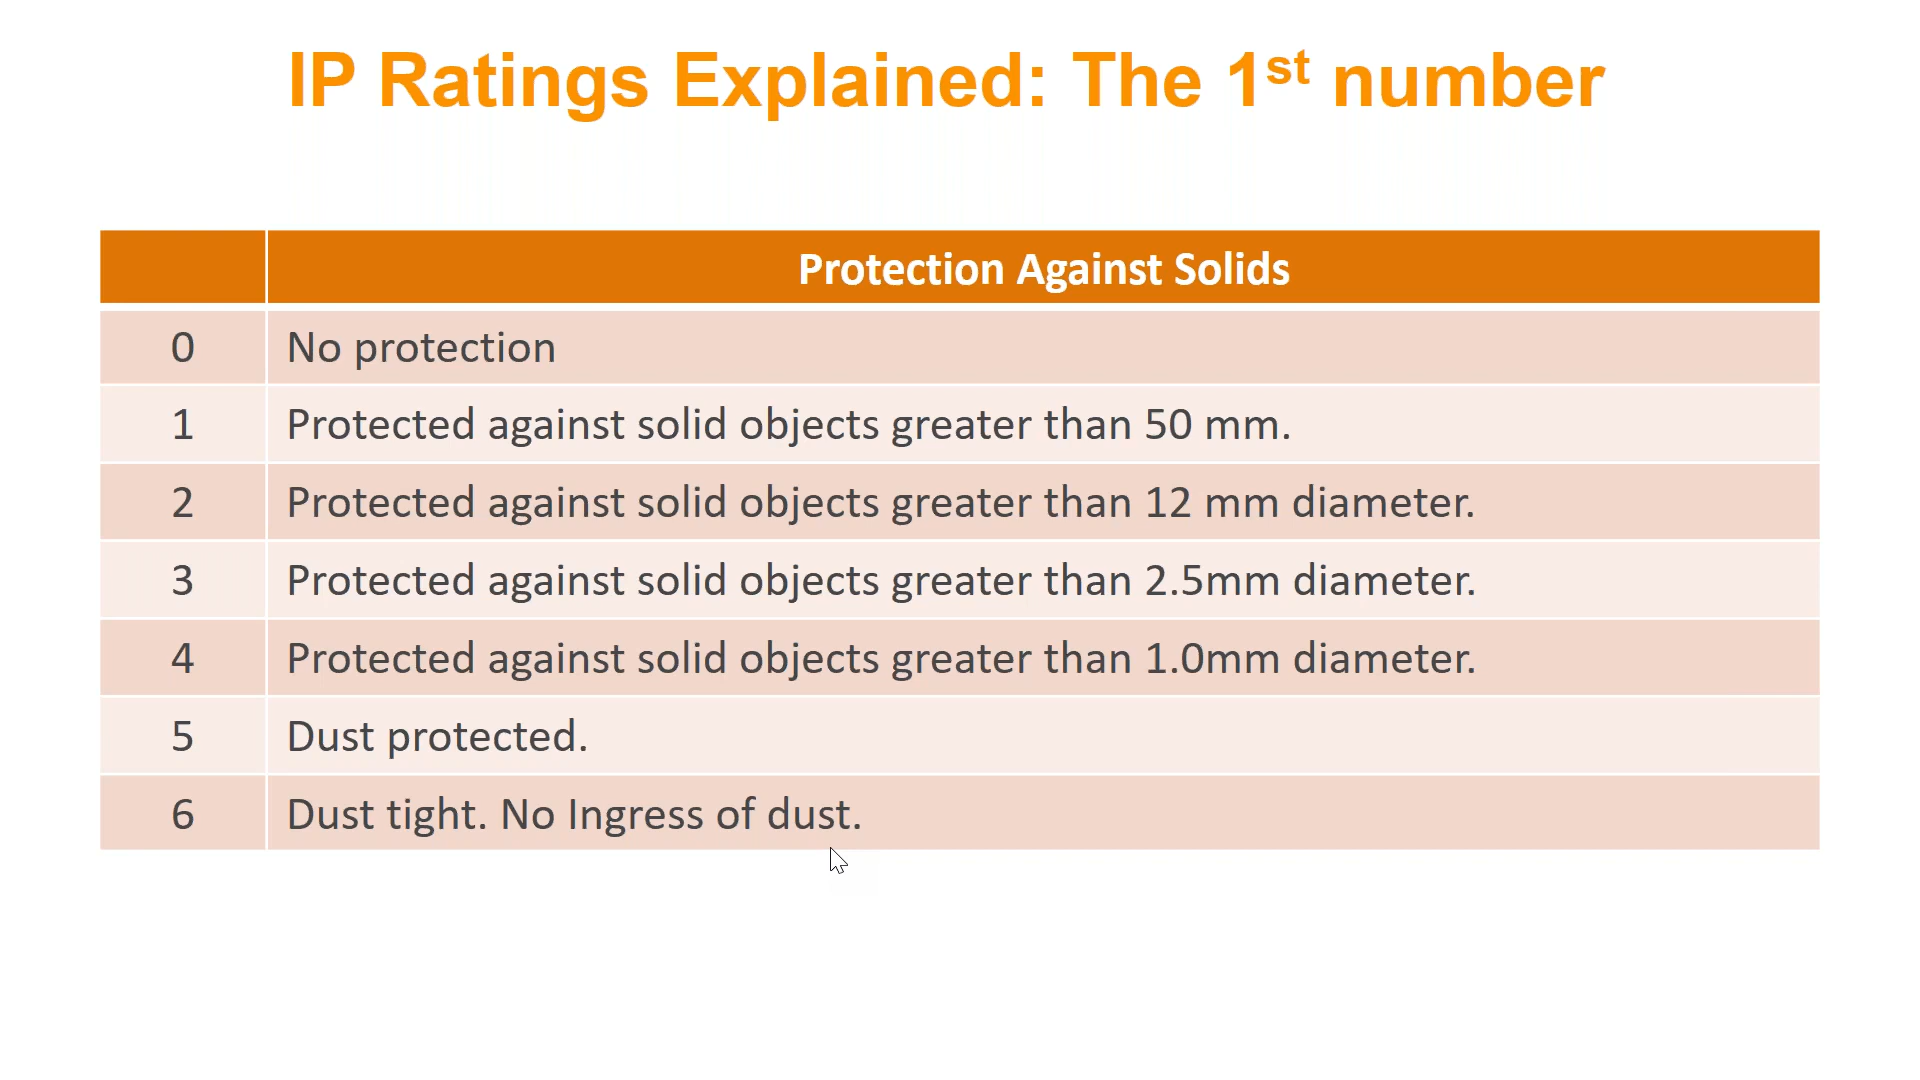 IP Ratings Explained: The 1st number
Protection Against Solids
0 No protection
1 Protected against solid objects greater than 50 mm.
2 Protected against solid objects greater than 12 mm diameter.
3 Protected against solid objects greater than 2.5mm diameter.
4 Protected against solid objects greater than 1.0mm diameter.
5 Dust protected.
6 Dust tight. No Ingress of dust.